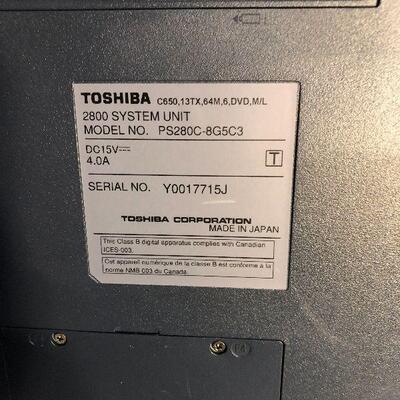 TOSHIBA C650,13TX,64M,6,DVD,M/L
2800 SYSTEM UNIT
MODEL NO. PS280C-8G5C3
DC15V
4.0A
T
SERIAL NO. Y0017715J
TOSHIBA CORPORATION
MADE IN JAPAN
This Class B digital apparatus complies with Canadian
ICES-003.
Cet appareil numérique de la classe B est conforme à la
norme NMB 003 du Canada.